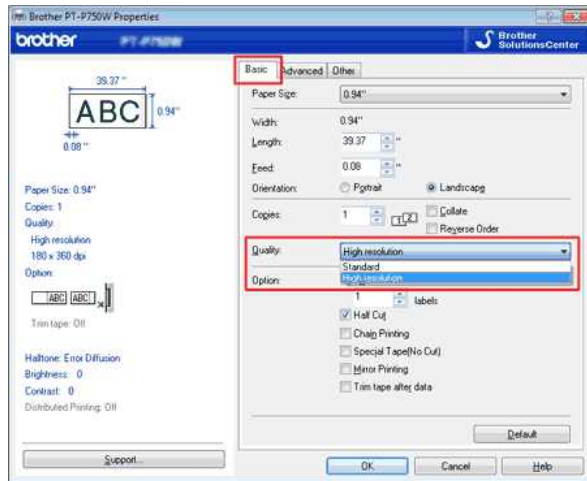 Brother PT-P750W Properties
brother
PT-P750W
Brother
SolutionsCenter
39.37 "
ABC
0.94"
0.08 "
Paper Size: 0.94"
Copies: 1
Quality
High resolution
180 x 360 dpi
Option:
ABC ABC
Trim tape: Off
Halftone: Error Diffusion
Brightness: 0
Contrast: 0
Distributed Printing: Off
Support...
Basic Advanced Other
Paper Size: 0.94"
Width: 0.94"
Length: 39.37 "
Feed: 0.08 "
Orientation: Portrait Landscape
Copies: 1 1 2 Collate
Reverse Order
Quality: High resolution
Standard
High resolution
Option:
1 labels
Half Cut
Chain Printing
Special Tape(No Cut)
Mirror Printing
Trim tape after data
Default
OK Cancel Help